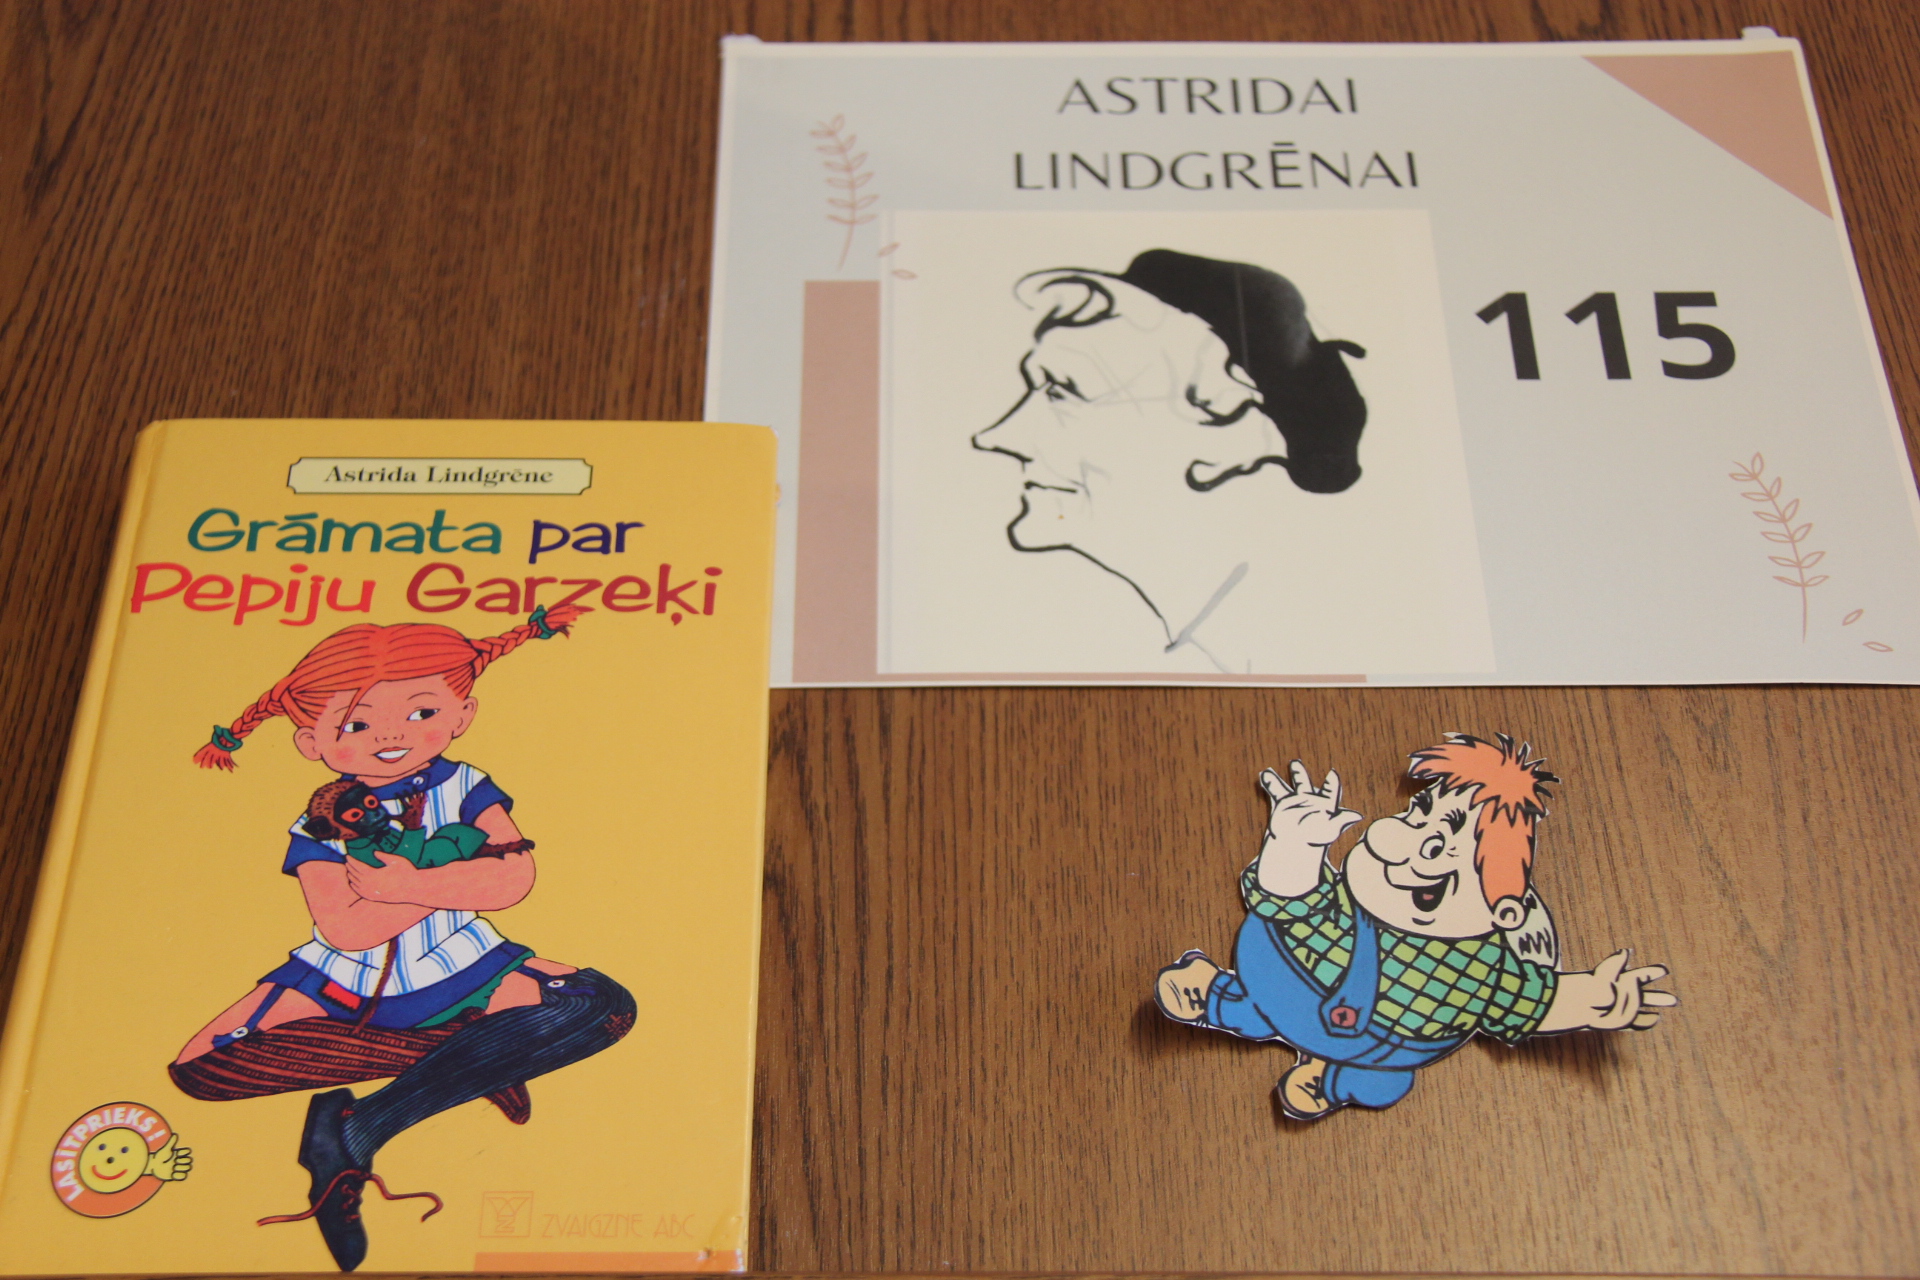 ASTRIDAI
LINDGRĒNAI
115
Astrida Lindgrēne
Grāmata par
Pepiju Garzeķi
LASĪTPRIEKS!
ZVAIGZNE ABC